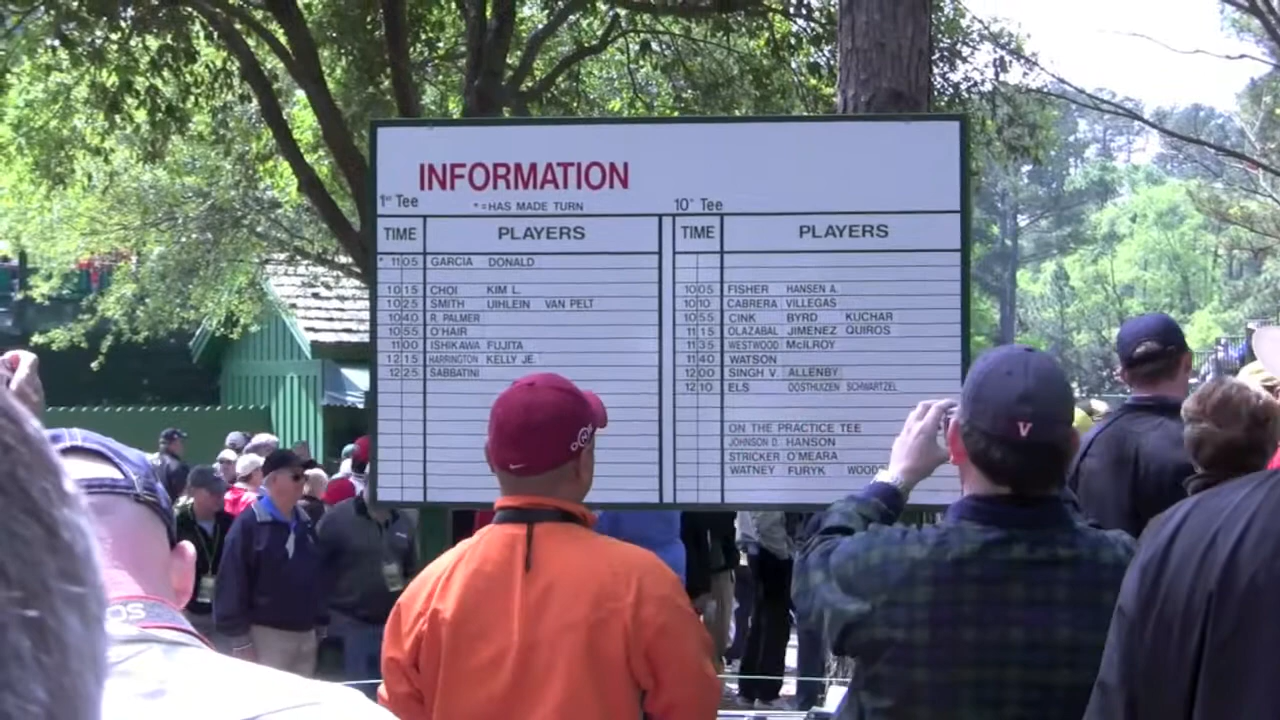 INFORMATION
1st Tee
* = HAS MADE TURN
10th Tee
TIME PLAYERS
* 11 05 GARCIA DONALD
10 15 CHOI KIM L.
10 25 SMITH UIHLEIN VAN PELT
10 40 R. PALMER
10 55 O'HAIR
11 00 ISHIKAWA FUJITA
12 15 HARRINGTON KELLY JE.
12 25 SABBATINI
TIME PLAYERS
10 05 FISHER HANSEN A.
10 10 CABRERA VILLEGAS
10 55 CINK BYRD KUCHAR
11 15 OLAZABAL JIMENEZ QUIROS
11 35 WESTWOOD McILROY
11 40 WATSON
12 00 SINGH V. ALLENBY
12 10 ELS OOSTHUIZEN SCHWARTZEL
ON THE PRACTICE TEE
JOHNSON D. HANSON
STRICKER O'MEARA
WATNEY FURYK WOODS
V